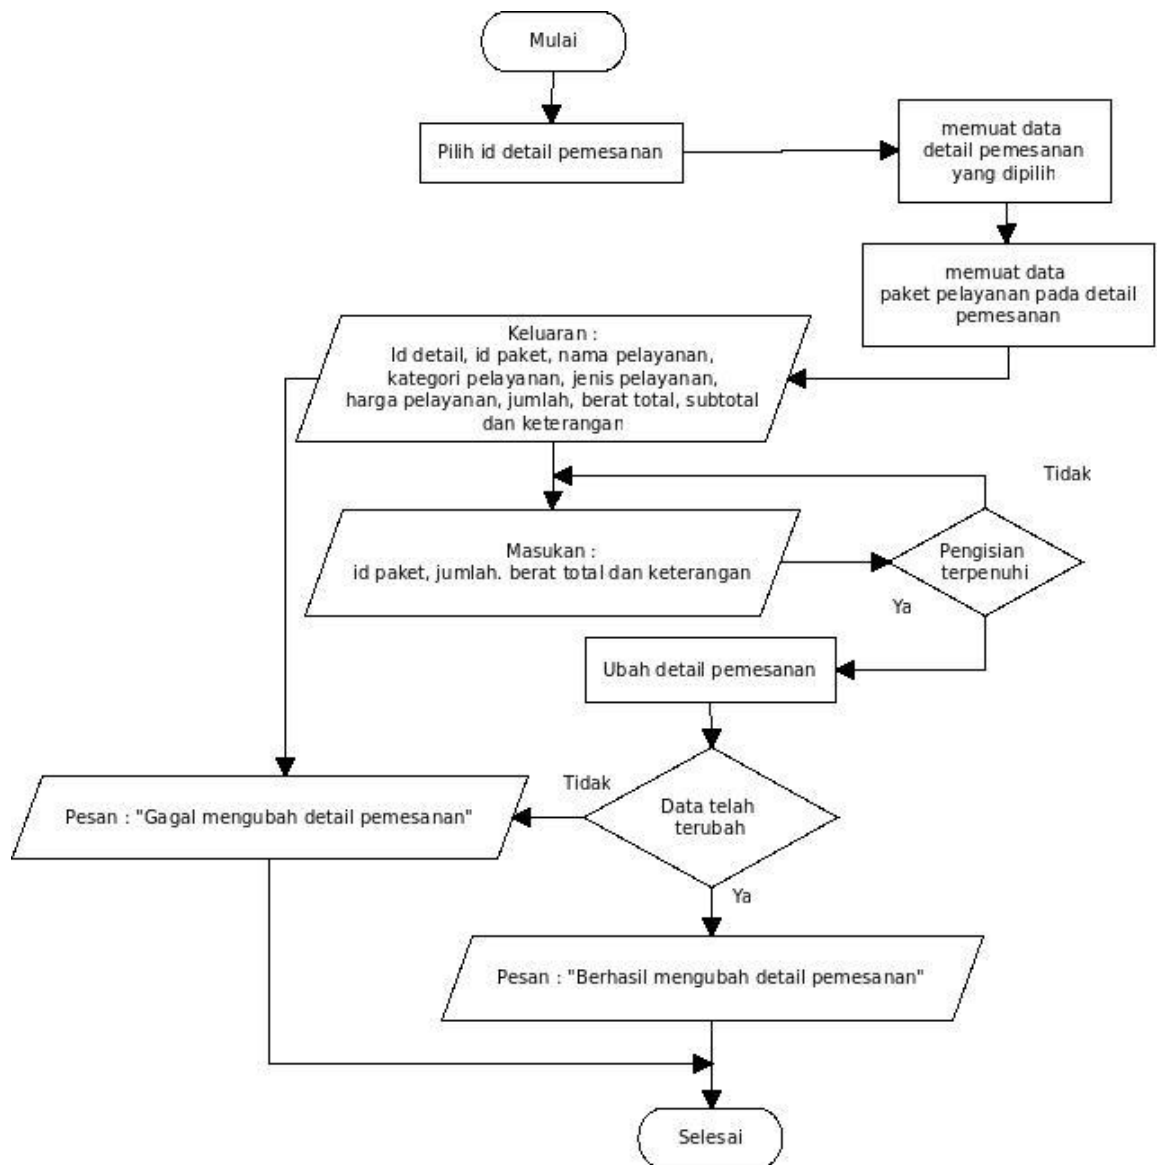 Mulai
Pilih id detail pemesanan
memuat data
detail pemesanan
yang dipilih
memuat data
paket pelayanan pada detail
pemesanan
Keluaran :
Id detail, id paket, nama pelayanan,
kategori pelayanan, jenis pelayanan,
harga pelayanan, jumlah, berat total, subtotal
dan keterangan
Tidak
Masukan :
id paket, jumlah. berat total dan keterangan
Pengisian
terpenuhi
Ya
Ubah detail pemesanan
Tidak
Data telah
terubah
Pesan : "Gagal mengubah detail pemesanan"
Ya
Pesan : "Berhasil mengubah detail pemesanan"
Selesai